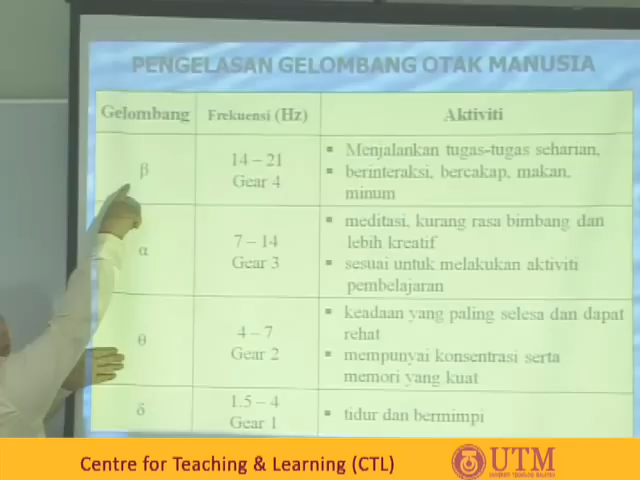 PENGELASAN GELOMBANG OTAK MANUSIA
Gelombang Frekuensi (Hz) Aktiviti
β
14 – 21
Gear 4
▪ Menjalankan tugas-tugas seharian,
▪ berinteraksi, bercakap, makan,
minum
α
7 – 14
Gear 3
▪ meditasi, kurang rasa bimbang dan
lebih kreatif
▪ sesuai untuk melakukan aktiviti
pembelajaran
θ
4 – 7
Gear 2
▪ keadaan yang paling selesa dan dapat
rehat
▪ mempunyai konsentrasi serta
memori yang kuat
δ
1.5 – 4
Gear 1
▪ tidur dan bermimpi
Centre for Teaching & Learning (CTL)
UTM
UNIVERSITI TEKNOLOGI MALAYSIA